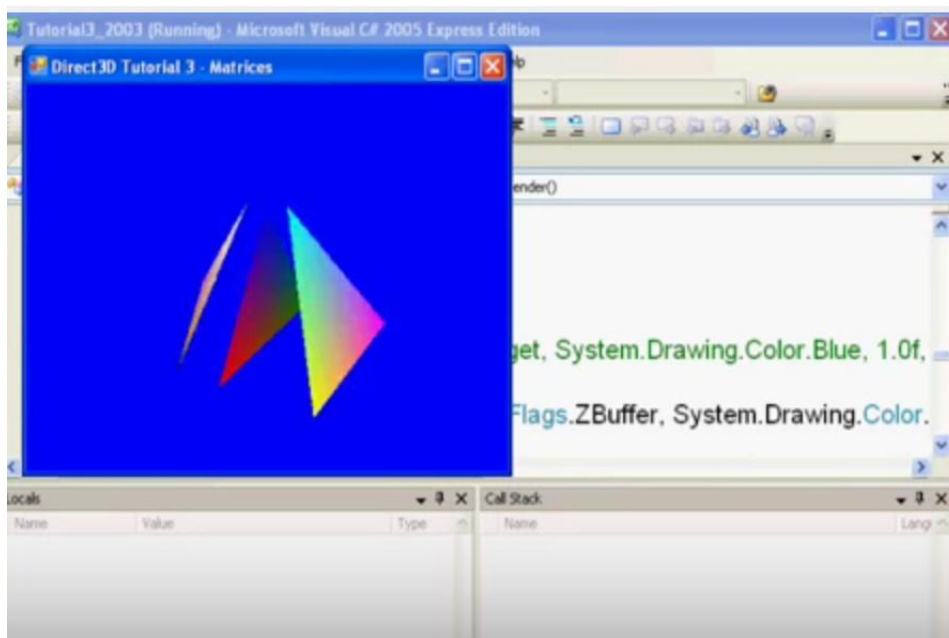 Tutorial3_2003 (Running) - Microsoft Visual C# 2005 Express Edition
Direct3D Tutorial 3 - Matrices
ender()
get, System.Drawing.Color.Blue, 1.0f,
Flags.ZBuffer, System.Drawing.Color.
Locals
Call Stack
Name Value Type
Name Lang